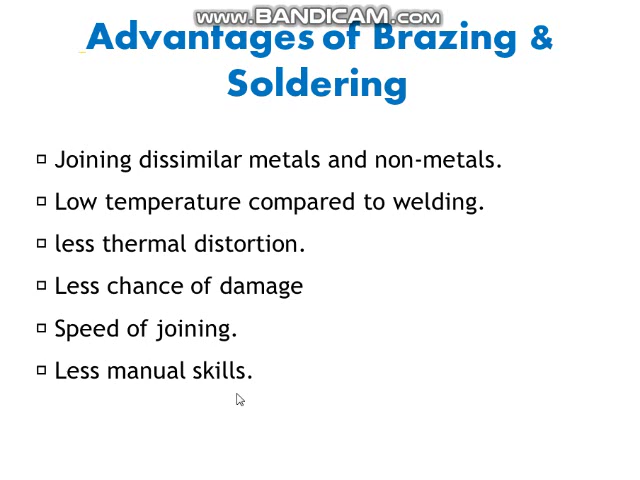 www.BANDICAM.com
Advantages of Brazing &
Soldering
Joining dissimilar metals and non-metals.
Low temperature compared to welding.
less thermal distortion.
Less chance of damage
Speed of joining.
Less manual skills.